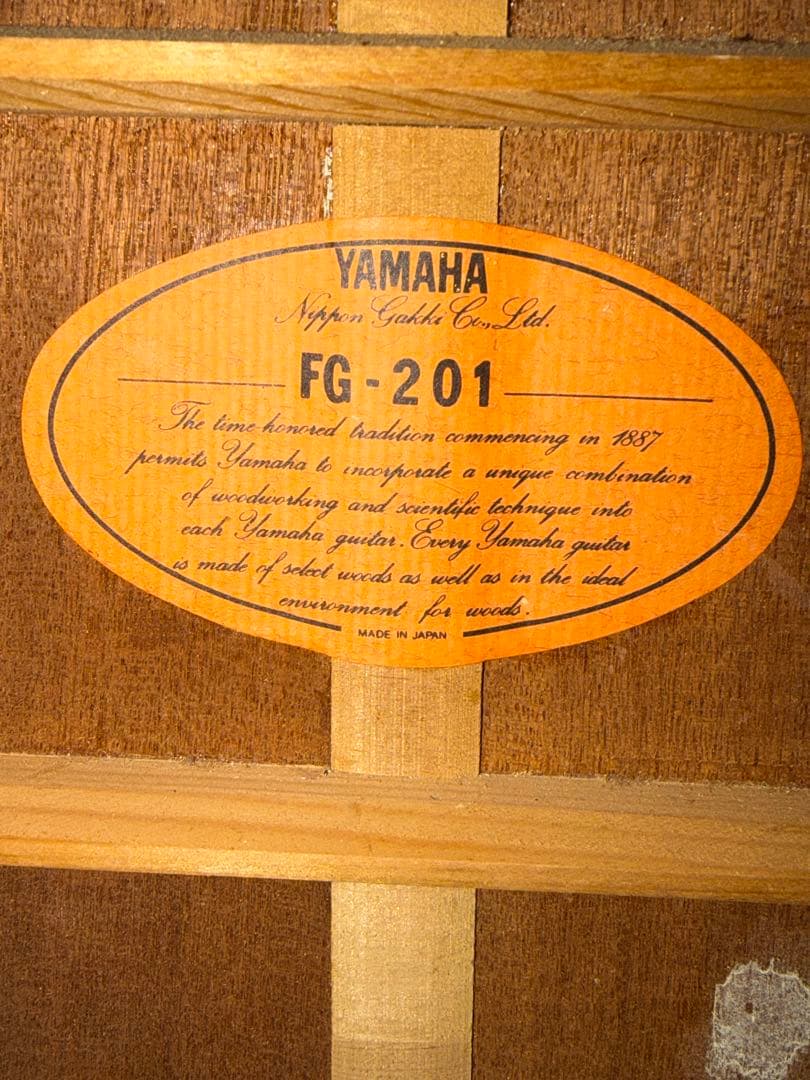 YAMAHA
Nippon Gakki Co., Ltd.
FG-201
The time-honored tradition commencing in 1887
permits Yamaha to incorporate a unique combination
of woodworking and scientific technique into
each Yamaha guitar. Every Yamaha guitar
is made of select woods as well as in the ideal
environment for woods.
MADE IN JAPAN